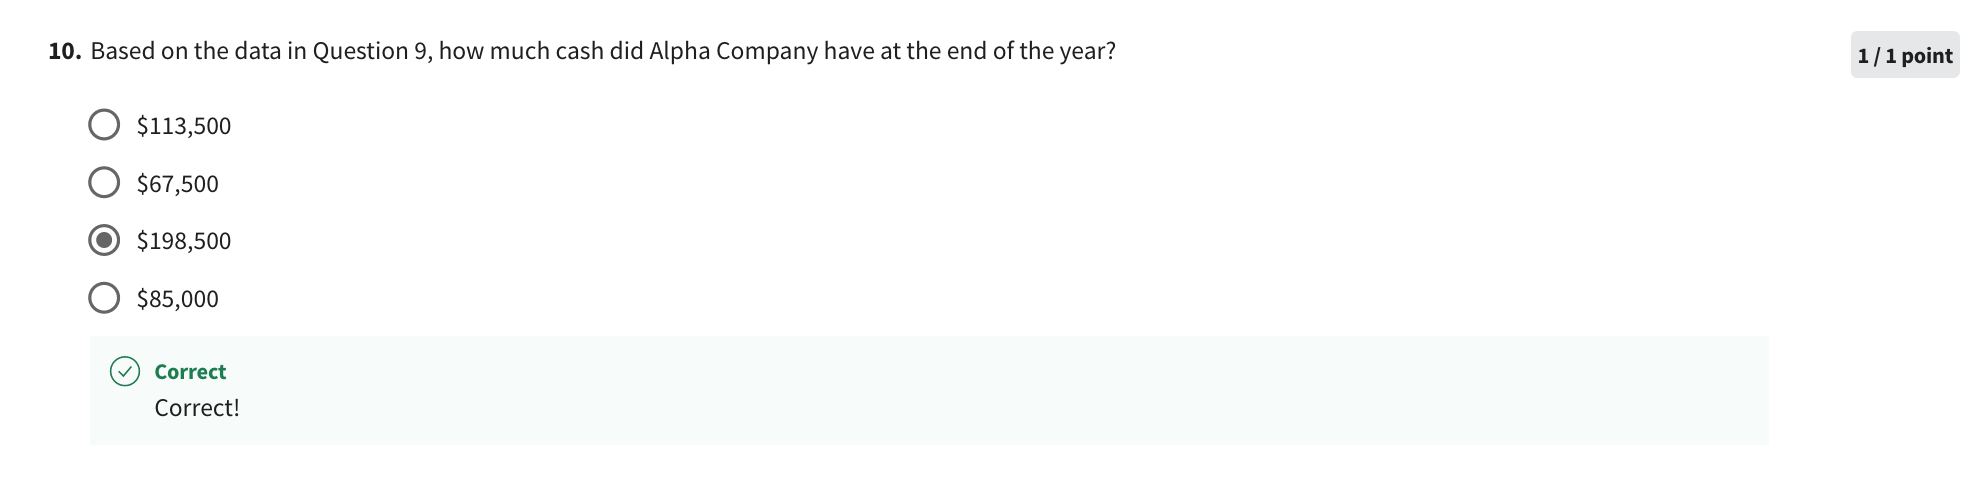 10. Based on the data in Question 9, how much cash did Alpha Company have at the end of the year?
1 / 1 point
$113,500
$67,500
$198,500
$85,000
Correct
Correct!